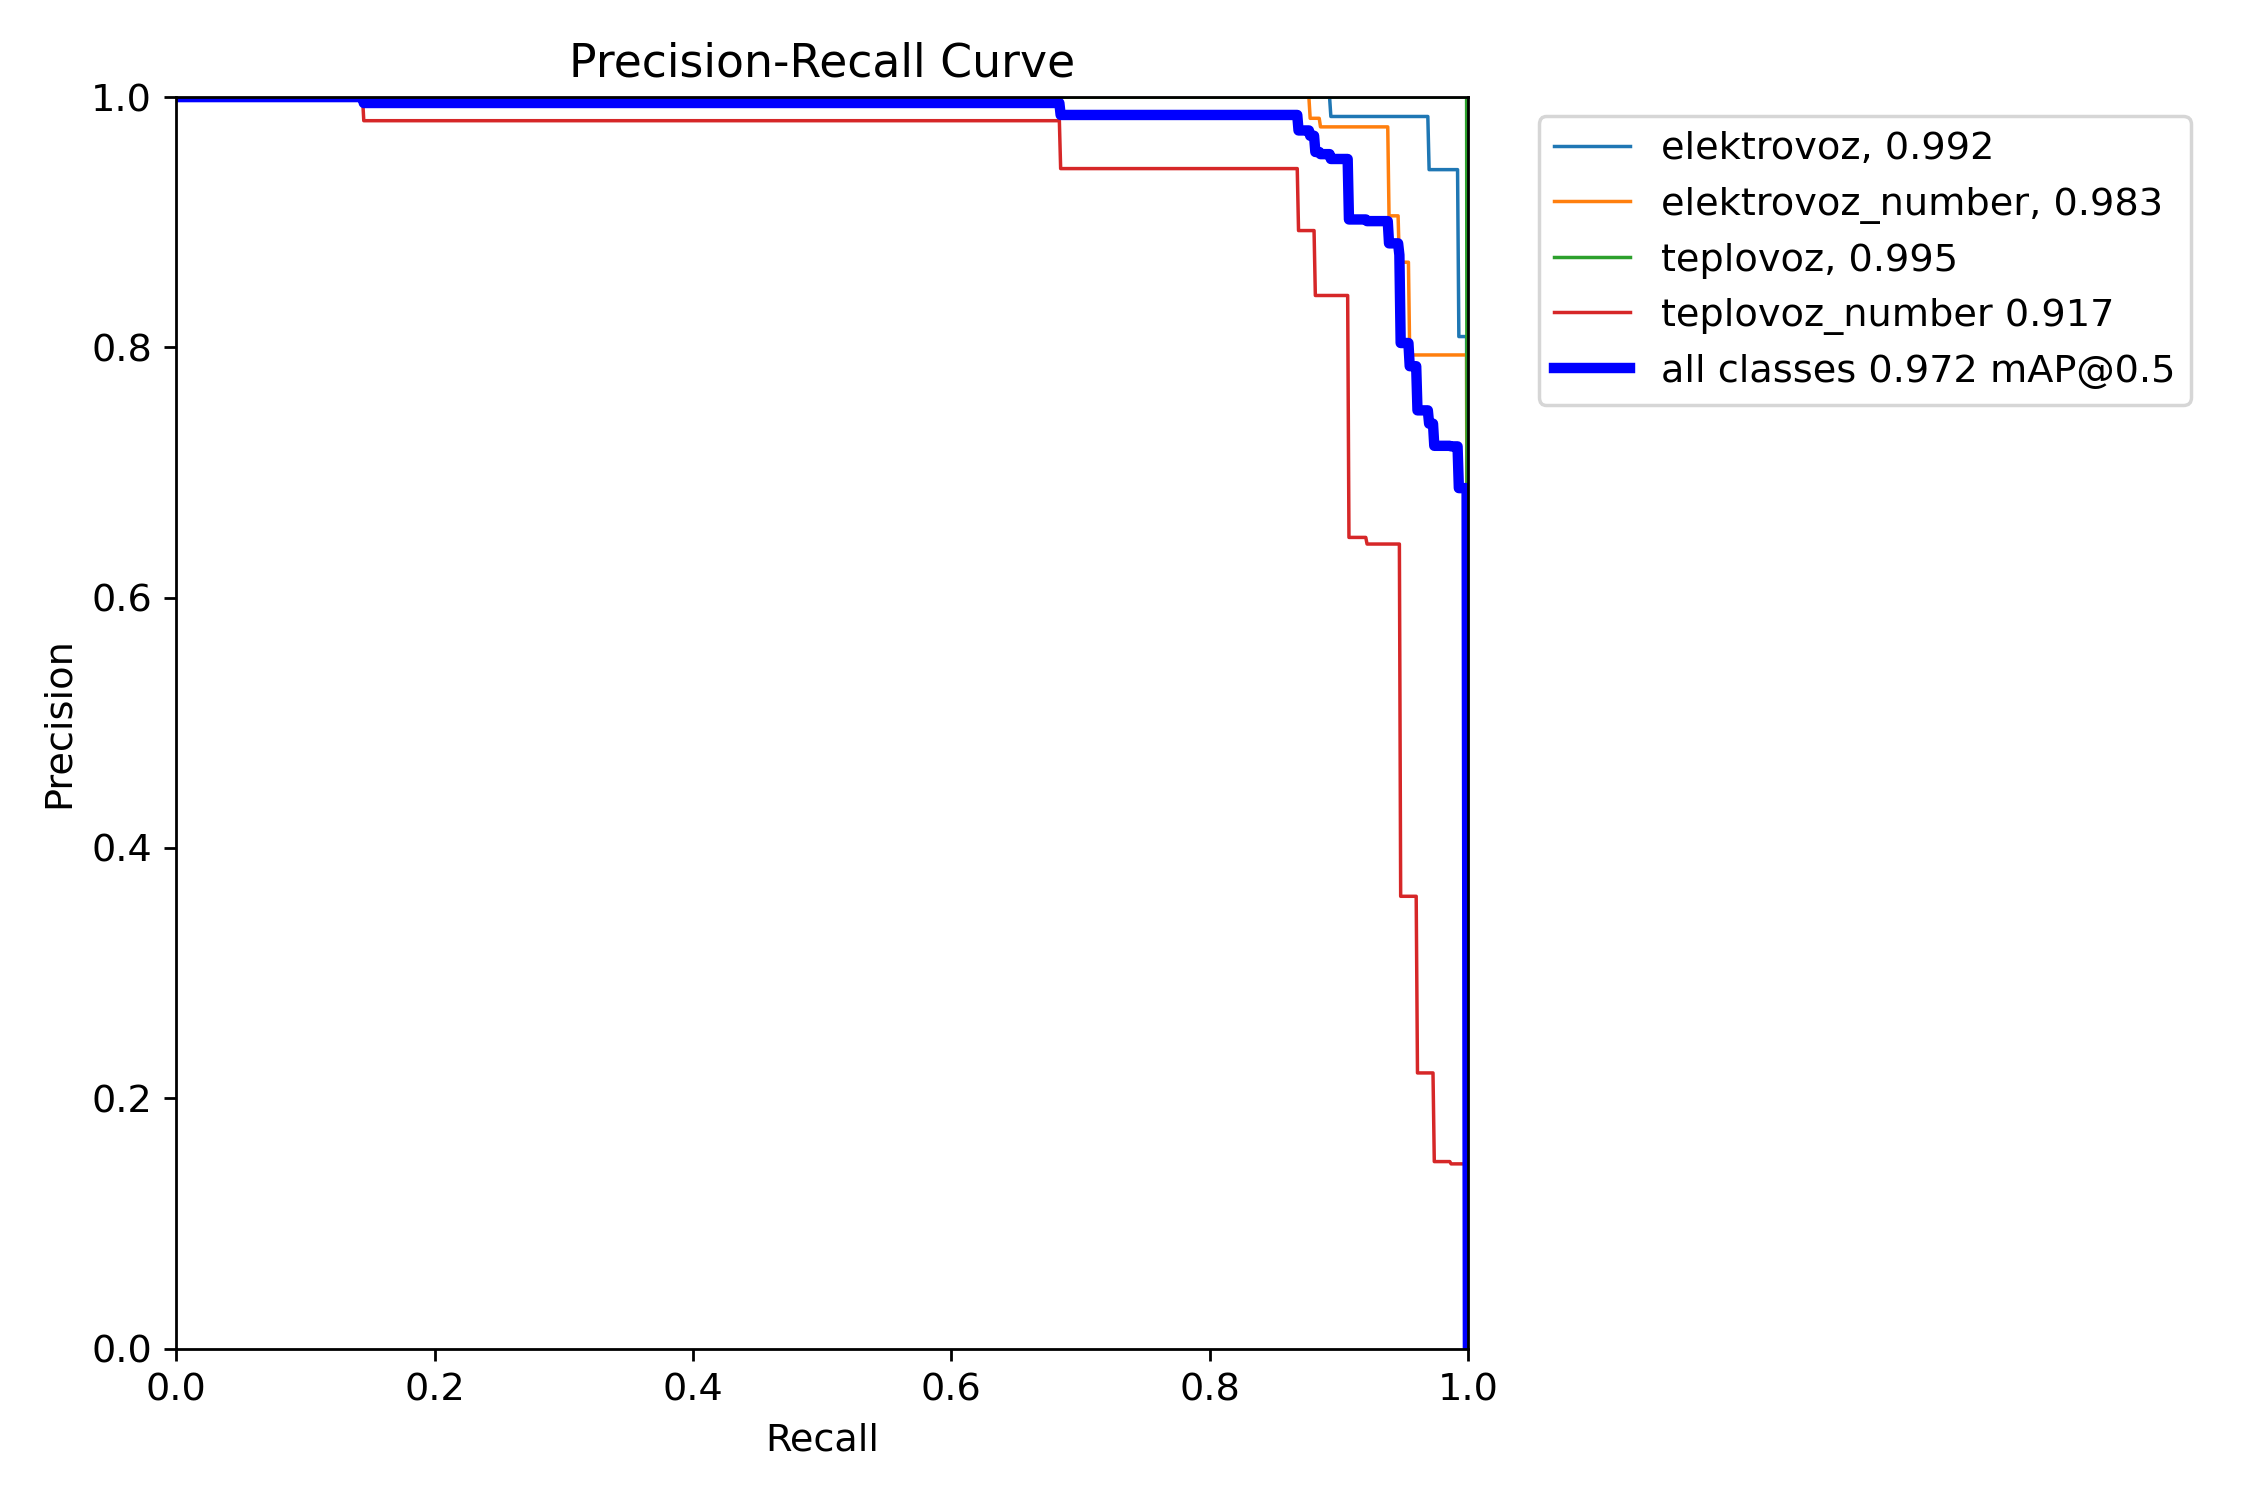 Precision-Recall Curve
1.0
0.8
0.6
0.4
0.2
0.0
Precision
0.0 0.2 0.4 0.6 0.8 1.0
Recall
elektrovoz, 0.992
elektrovoz_number, 0.983
teplovoz, 0.995
teplovoz_number 0.917
all classes 0.972 mAP@0.5